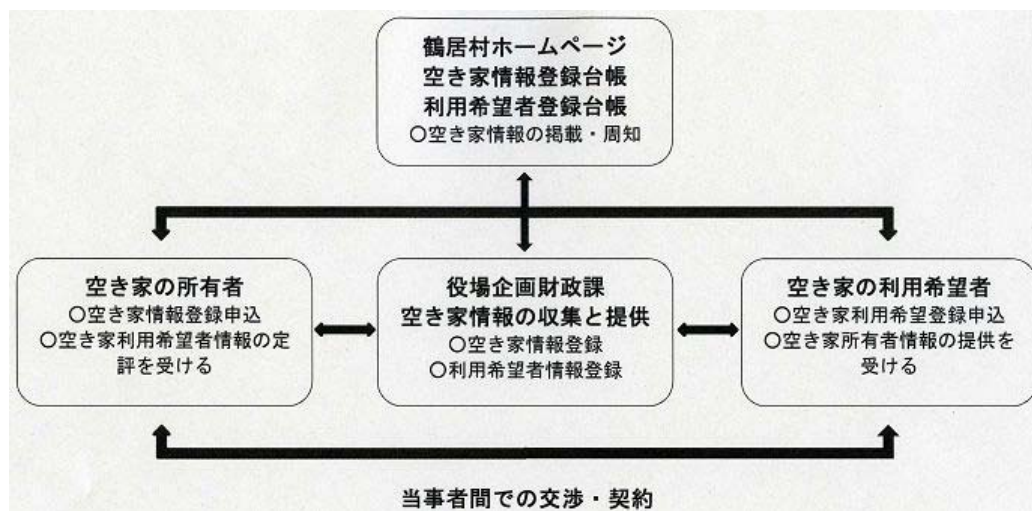 鶴居村ホームページ
空き家情報登録台帳
利用希望者登録台帳
○空き家情報の掲載・周知
空き家の所有者
○空き家情報登録申込
○空き家利用希望者情報の定
評を受ける
役場企画財政課
空き家情報の収集と提供
○空き家情報登録
○利用希望者情報登録
空き家の利用希望者
○空き家利用希望登録申込
○空き家所有者情報の提供を
受ける
当事者間での交渉・契約